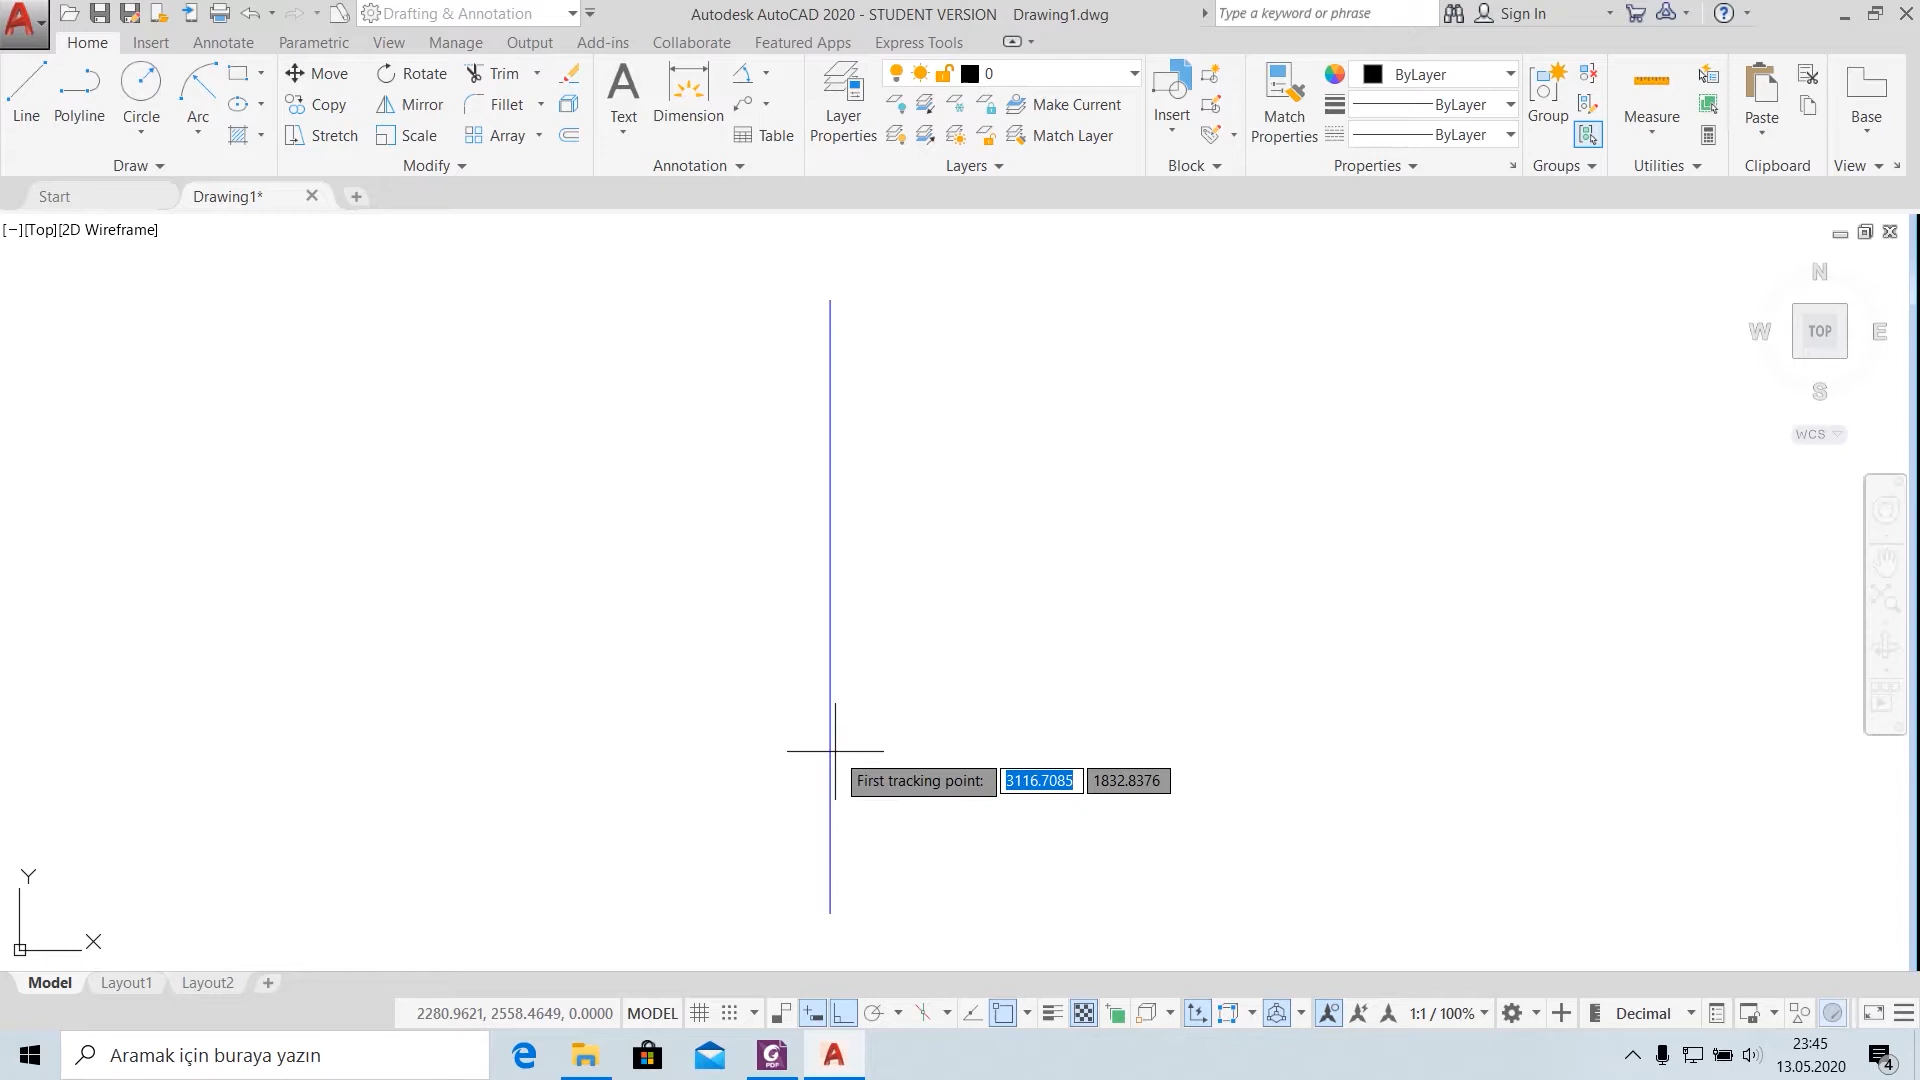 Drafting & Annotation
Autodesk AutoCAD 2020 - STUDENT VERSION Drawing1.dwg
Type a keyword or phrase
Sign In
Home Insert Annotate Parametric View Manage Output Add-ins Collaborate Featured Apps Express Tools
Line Polyline Circle Arc
Move Rotate Trim
Copy Mirror Fillet
Stretch Scale Array
Text Dimension Table
Layer Properties
0
Make Current
Match Layer
Insert
Match Properties
ByLayer
ByLayer
ByLayer
Group
Measure
Paste
Base
Draw Modify Annotation Layers Block Properties Groups Utilities Clipboard View
Start Drawing1*
[−][Top][2D Wireframe]
N
W TOP E
S
WCS
First tracking point: 3116.7085 1832.8376
Y
X
Model Layout1 Layout2
2280.9621, 2558.4649, 0.0000 MODEL 1:1 / 100% Decimal
Aramak için buraya yazın
23:45
13.05.2020
4